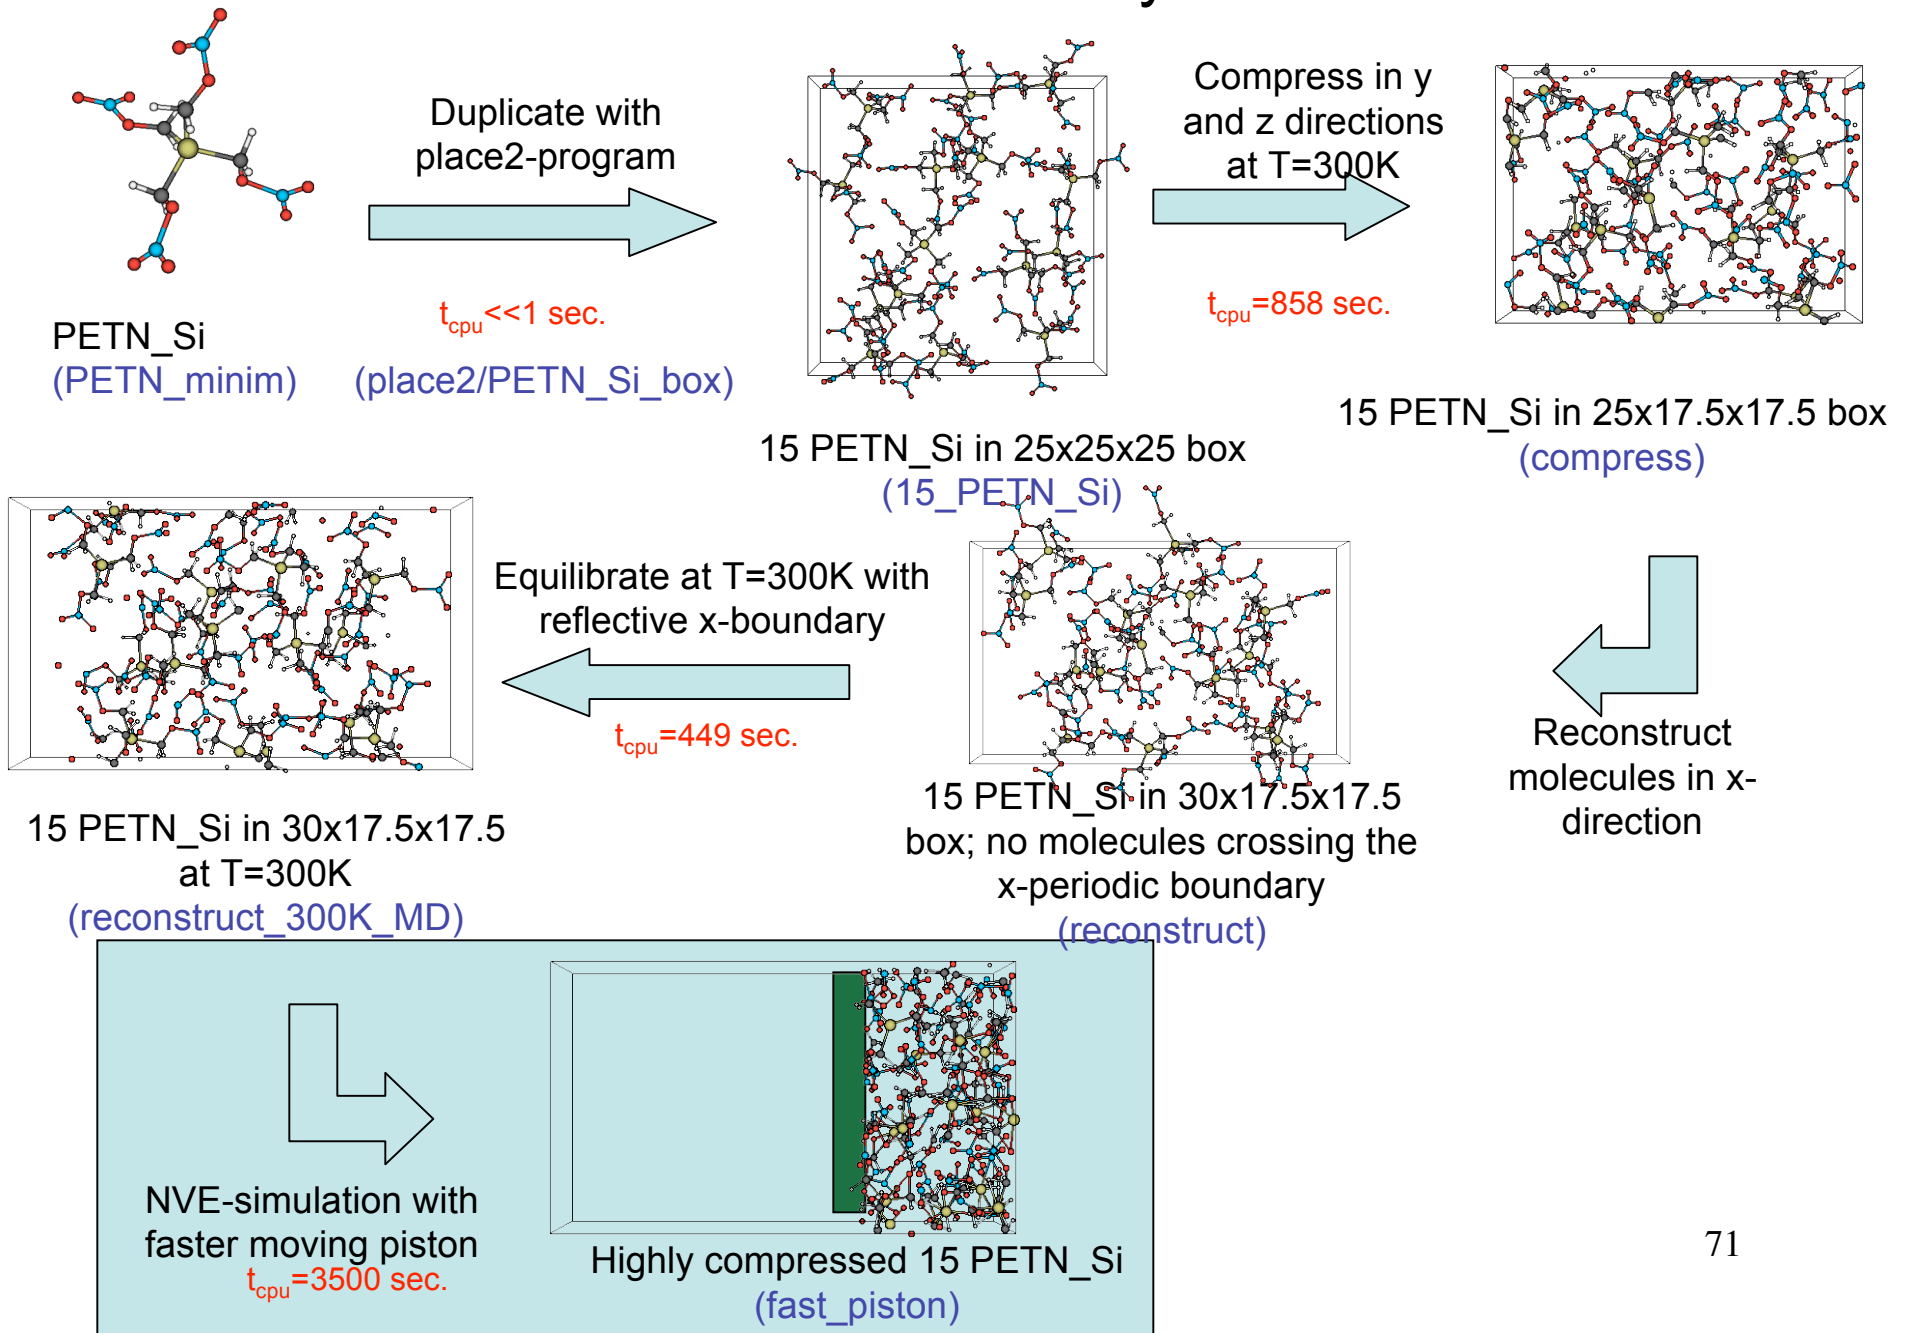 y
Duplicate with
place2-program
t_cpu<<1 sec.
PETN_Si
(PETN_minim)
(place2/PETN_Si_box)
Compress in y
and z directions
at T=300K
t_cpu=858 sec.
15 PETN_Si in 25x25x25 box
(15_PETN_Si)
15 PETN_Si in 25x17.5x17.5 box
(compress)
Reconstruct
molecules in x-
direction
15 PETN_Si in 30x17.5x17.5
box; no molecules crossing the
x-periodic boundary
(reconstruct)
Equilibrate at T=300K with
reflective x-boundary
t_cpu=449 sec.
15 PETN_Si in 30x17.5x17.5
at T=300K
(reconstruct_300K_MD)
NVE-simulation with
faster moving piston
t_cpu=3500 sec.
Highly compressed 15 PETN_Si
(fast_piston)
71